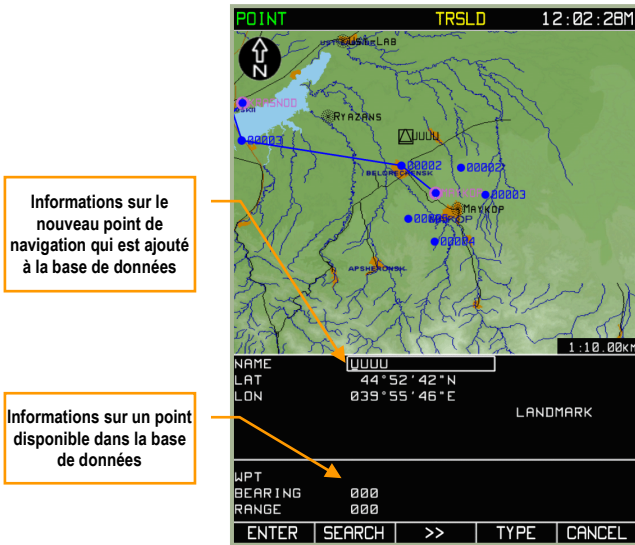 POINT TRSLD 12:02:28M
UST-LAB
N
RYAZANS
00003
UUUU
00002
00002
BELORECHENSK
00003
MAYKOP
00004
APSHERONSK
1:10.00KM
Informations sur le
nouveau point de
navigation qui est ajouté
à la base de données
NAME UUUU
LAT 44°52'42"N
LON 039°55'46"E
LANDMARK
Informations sur un point
disponible dans la base
de données
WPT
BEARING 000
RANGE 000
ENTER SEARCH >> TYPE CANCEL